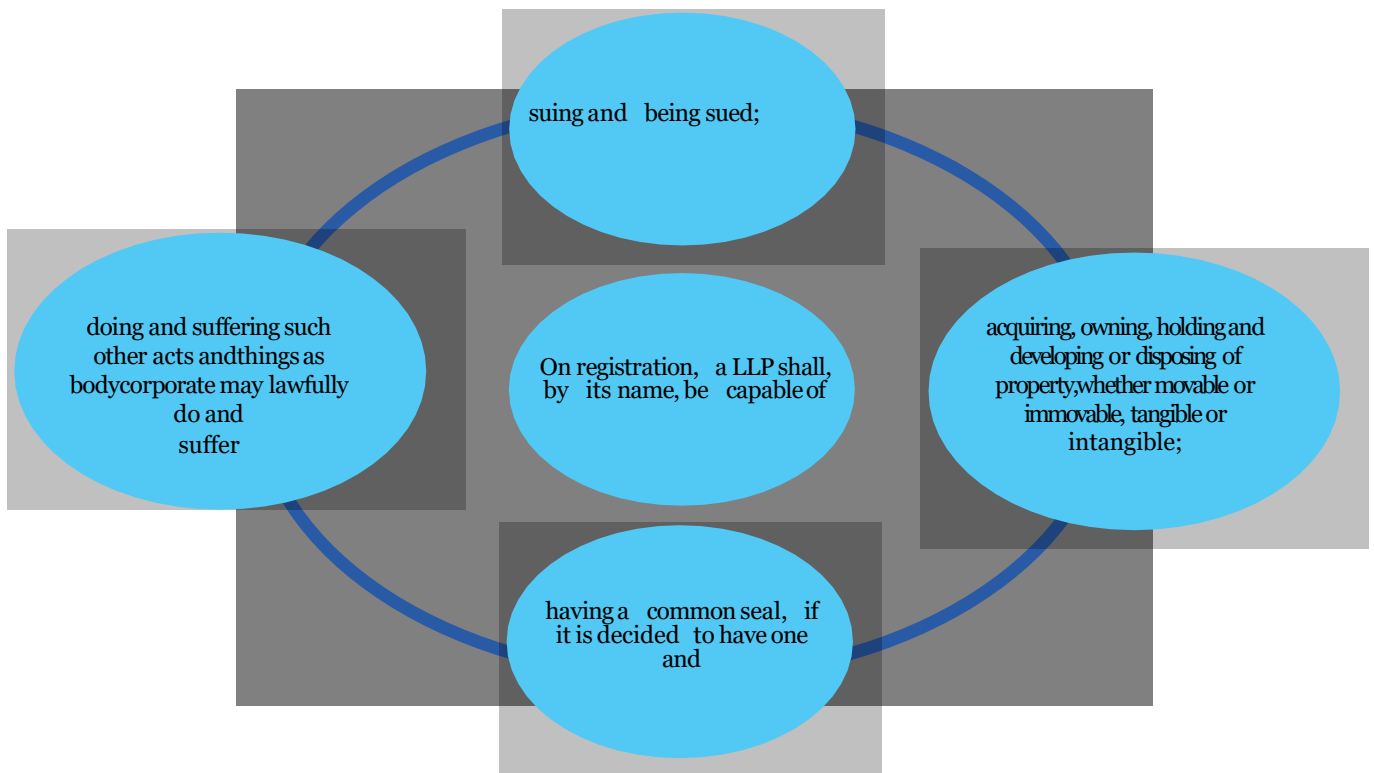 suing and being sued;
doing and suffering such
other acts andthings as
bodycorporate may lawfully
do and
suffer
On registration, a LLP shall,
by its name, be capable of
acquiring, owning, holding and
developing or disposing of
property,whether movable or
immovable, tangible or
intangible;
having a common seal, if
it is decided to have one
and